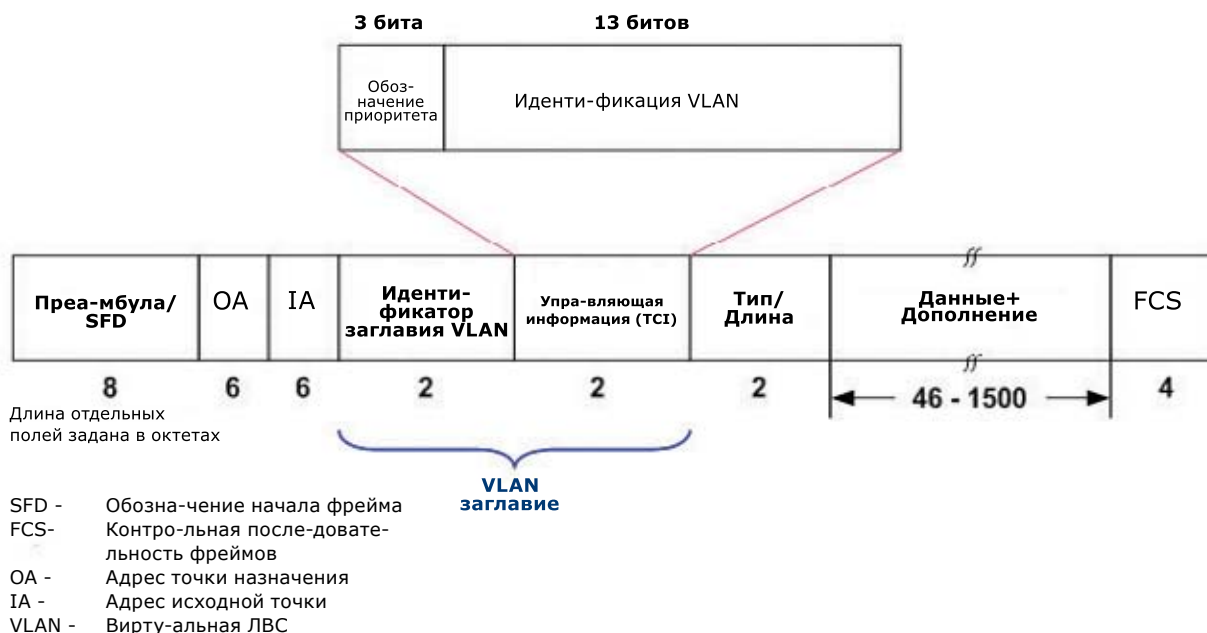 3 бита
13 битов
Обоз-
начение
приоритета
Иденти-фикация VLAN
Преа-мбула/
SFD
OA
IA
Иденти-
фикатор
заглавия VLAN
Упра-вляющая
информация (TCI)
Тип/
Длина
Данные+
Дополнение
FCS
8
6
6
2
2
2
46 - 1500
4
Длина отдельных
полей задана в октетах
VLAN
заглавие
SFD - Обозна-чение начала фрейма
FCS- Контро-льная после-довате-
льность фреймов
OA - Адрес точки назначения
IA - Адрес исходной точки
VLAN - Вирту-альная ЛВС